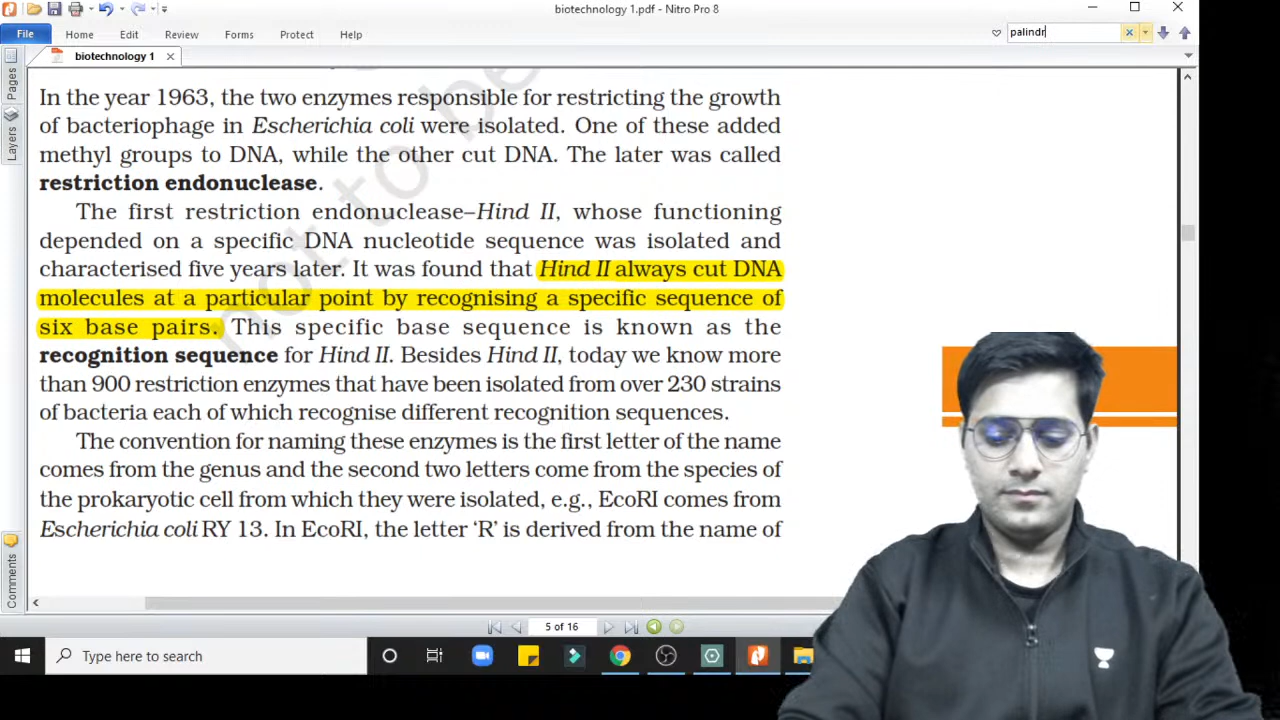 biotechnology 1.pdf - Nitro Pro 8
File Home Edit Review Forms Protect Help
palindr
biotechnology 1
Pages
Layers
not to be
In the year 1963, the two enzymes responsible for restricting the growth
of bacteriophage in Escherichia coli were isolated. One of these added
methyl groups to DNA, while the other cut DNA. The later was called
restriction endonuclease.
The first restriction endonuclease–Hind II, whose functioning
depended on a specific DNA nucleotide sequence was isolated and
characterised five years later. It was found that Hind II always cut DNA
molecules at a particular point by recognising a specific sequence of
six base pairs. This specific base sequence is known as the
recognition sequence for Hind II. Besides Hind II, today we know more
than 900 restriction enzymes that have been isolated from over 230 strains
of bacteria each of which recognise different recognition sequences.
The convention for naming these enzymes is the first letter of the name
comes from the genus and the second two letters come from the species of
the prokaryotic cell from which they were isolated, e.g., EcoRI comes from
Escherichia coli RY 13. In EcoRI, the letter ‘R’ is derived from the name of
Comments
5 of 16
Type here to search